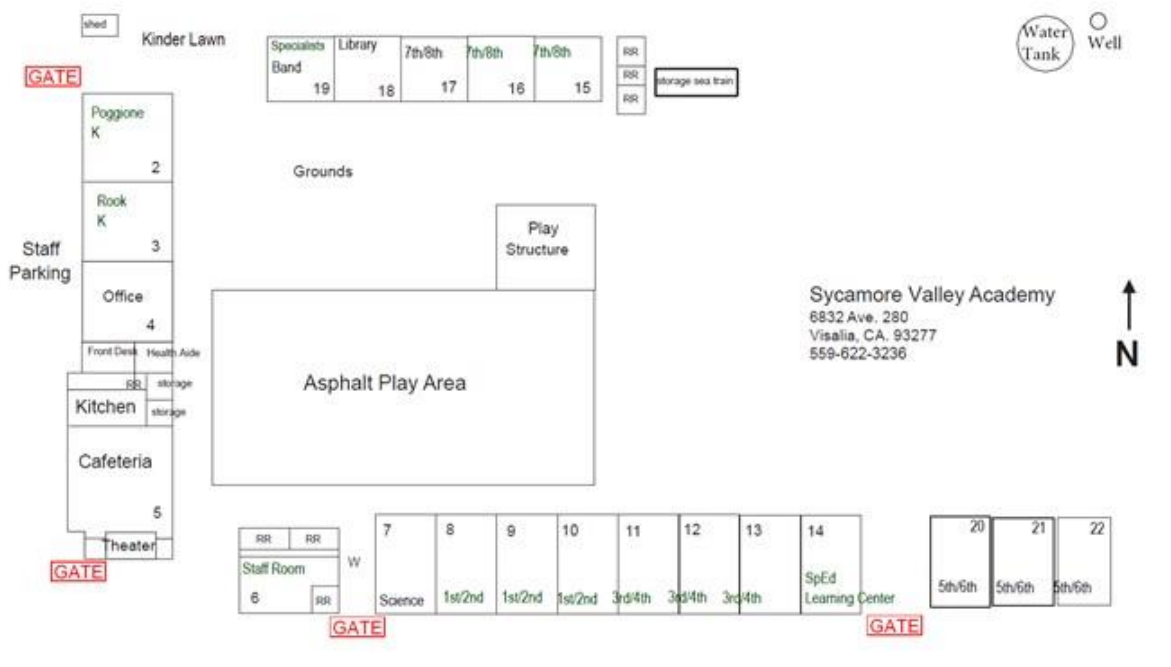 shed
Kinder Lawn
GATE
Specialists
Band
19
Library
18
7th/8th
17
7th/8th
16
7th/8th
15
RR
RR
RR
storage sea train
Water
Tank
Well
Poggione
K
2
Rook
K
3
Staff
Parking
Office
4
Front Desk
Health Aide
RR
storage
Kitchen
storage
Cafeteria
5
Theater
GATE
Grounds
Play
Structure
Asphalt Play Area
Sycamore Valley Academy
6832 Ave. 280
Visalia, CA. 93277
559-622-3236
N
RR
RR
Staff Room
6
RR
W
GATE
7
Science
8
1st/2nd
9
1st/2nd
10
1st/2nd
11
3rd/4th
12
3rd/4th
13
3rd/4th
14
SpEd
Learning Center
GATE
20
5th/6th
21
5th/6th
22
5th/6th